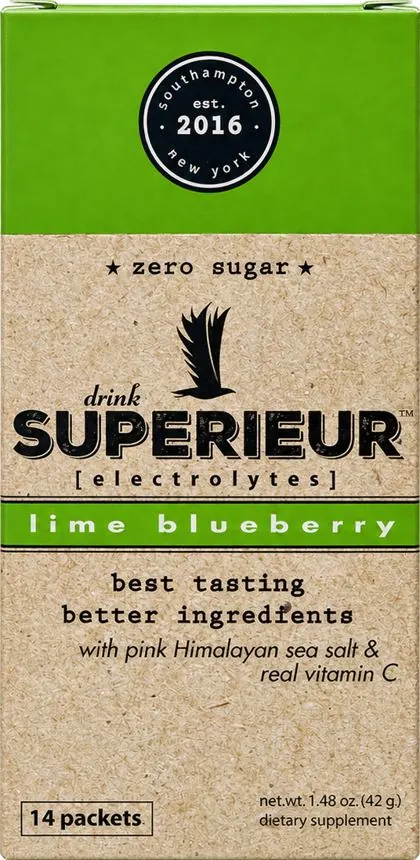 southampton
est.
2016
new york
★ zero sugar ★
drink
SUPERIEUR™
[electrolytes]
lime blueberry
best tasting
better ingredients
with pink Himalayan sea salt &
real vitamin C
14 packets
net.wt. 1.48 oz. (42 g.)
dietary supplement